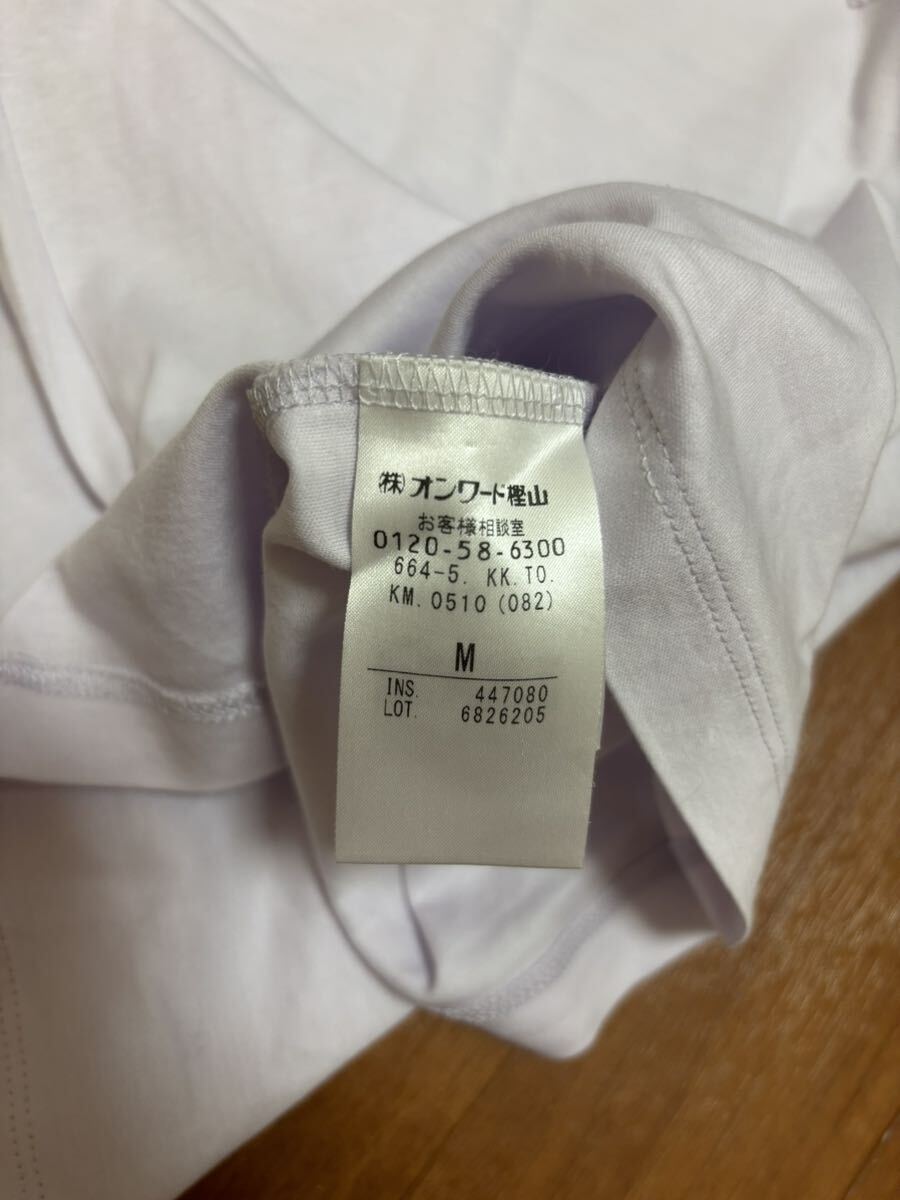 ㈱オンワード樫山
お客様相談室
0120-58-6300
664-5. KK. TO.
KM. 0510 (082)
M
INS. 447080
LOT. 6826205